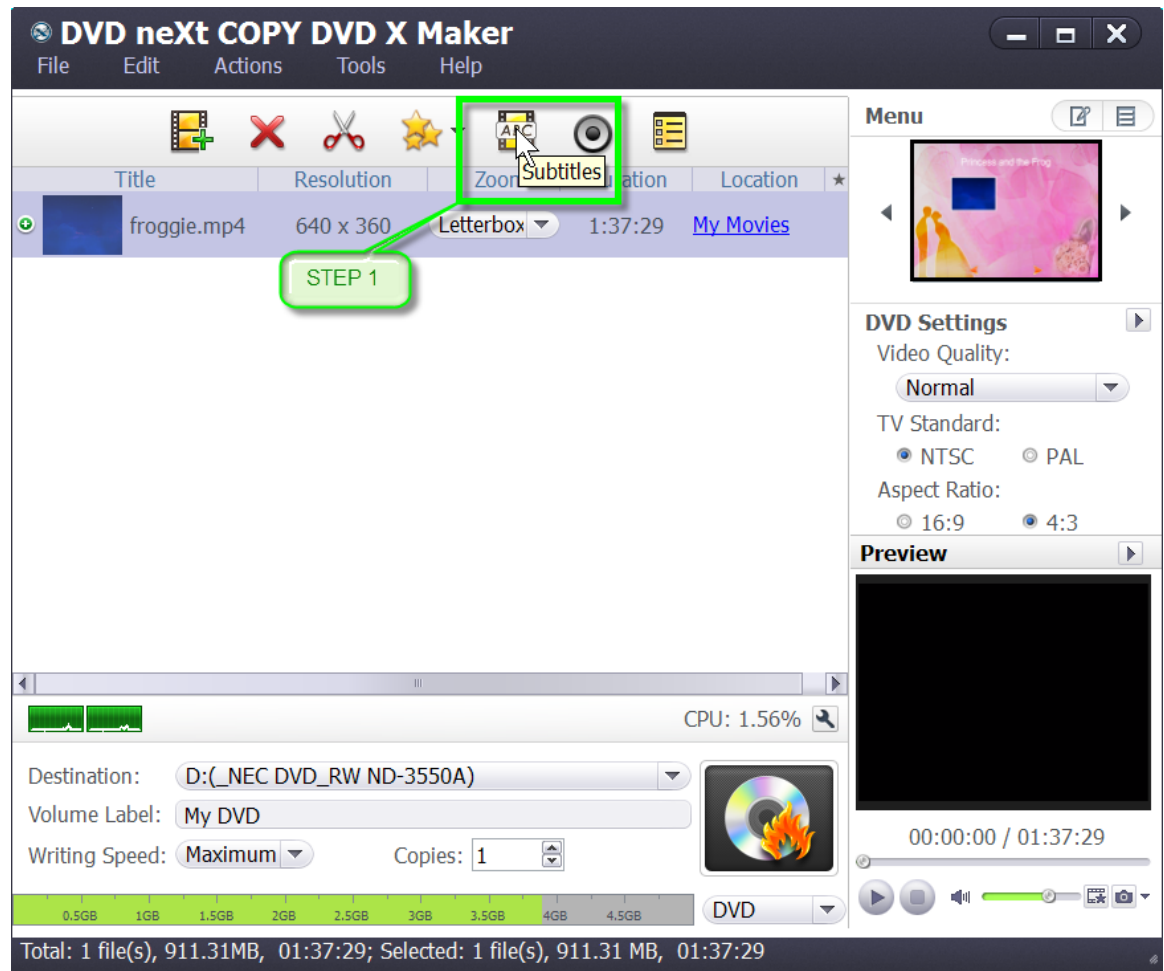 DVD neXt COPY DVD X Maker
File Edit Actions Tools Help
ABC
Subtitles
Title Resolution Zoom Location
froggie.mp4 640 x 360 Letterbox 1:37:29 My Movies
STEP 1
Menu
Princess and the Frog
DVD Settings
Video Quality:
Normal
TV Standard:
NTSC PAL
Aspect Ratio:
16:9 4:3
Preview
00:00:00 / 01:37:29
CPU: 1.56%
Destination: D:(_NEC DVD_RW ND-3550A)
Volume Label: My DVD
Writing Speed: Maximum Copies: 1
0.5GB 1GB 1.5GB 2GB 2.5GB 3GB 3.5GB 4GB 4.5GB DVD
Total: 1 file(s), 911.31MB, 01:37:29; Selected: 1 file(s), 911.31 MB, 01:37:29